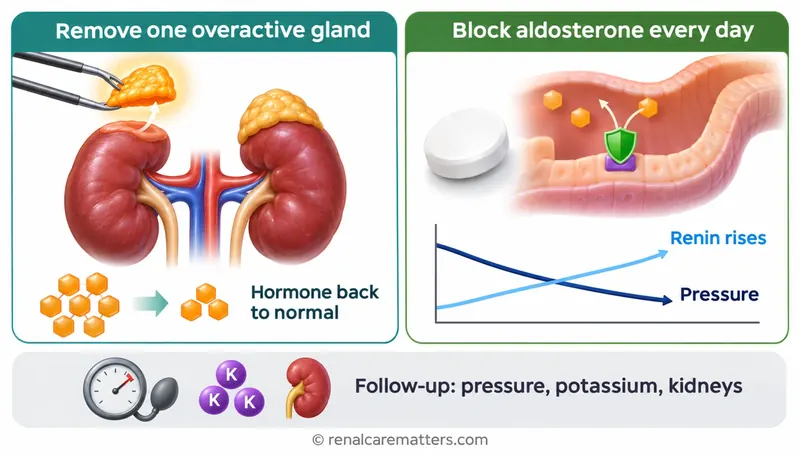 Remove one overactive gland
Block aldosterone every day
Hormone back
to normal
Renin rises
Pressure
K
K
K
Follow-up: pressure, potassium, kidneys
© renalcarematters.com